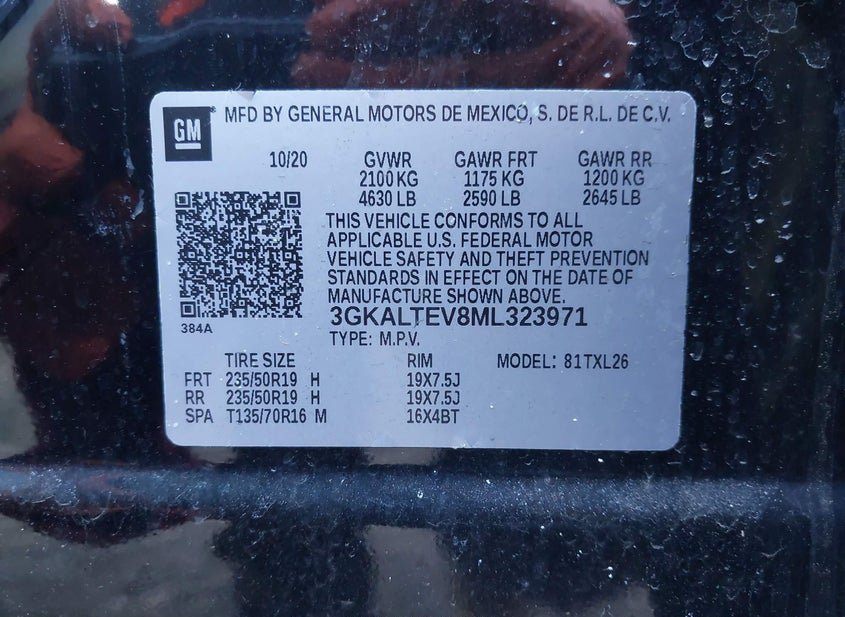 GM ® MFD BY GENERAL MOTORS DE MEXICO, S. DE R.L. DE C.V.
10/20 GVWR GAWR FRT GAWR RR
2100 KG 1175 KG 1200 KG
4630 LB 2590 LB 2645 LB
THIS VEHICLE CONFORMS TO ALL
APPLICABLE U.S. FEDERAL MOTOR
VEHICLE SAFETY AND THEFT PREVENTION
STANDARDS IN EFFECT ON THE DATE OF
MANUFACTURE SHOWN ABOVE.
384A
3GKALTEV8ML323971
TYPE: M.P.V.
TIRE SIZE RIM MODEL: 81TXL26
FRT 235/50R19 H 19X7.5J
RR 235/50R19 H 19X7.5J
SPA T135/70R16 M 16X4BT